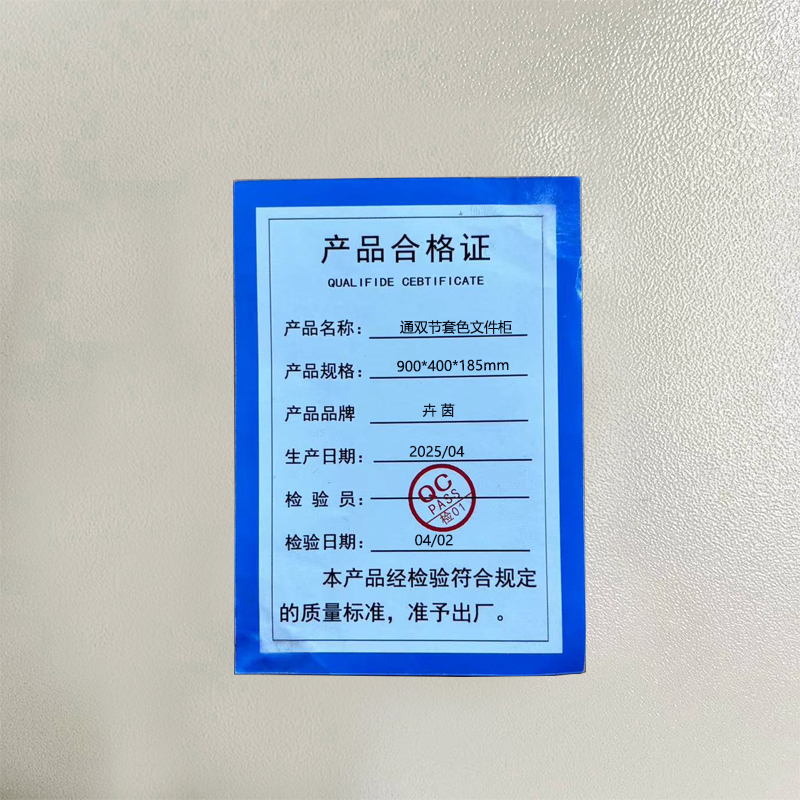 产品合格证
QUALIFIDE CEBTIFICATE
产品名称： 通双节套色文件柜
产品规格： 900*400*185mm
产品品牌 卉茵
生产日期： 2025/04
检验员：
QC
PASS
检01
检验日期： 04/02
本产品经检验符合规定
的质量标准，准予出厂。